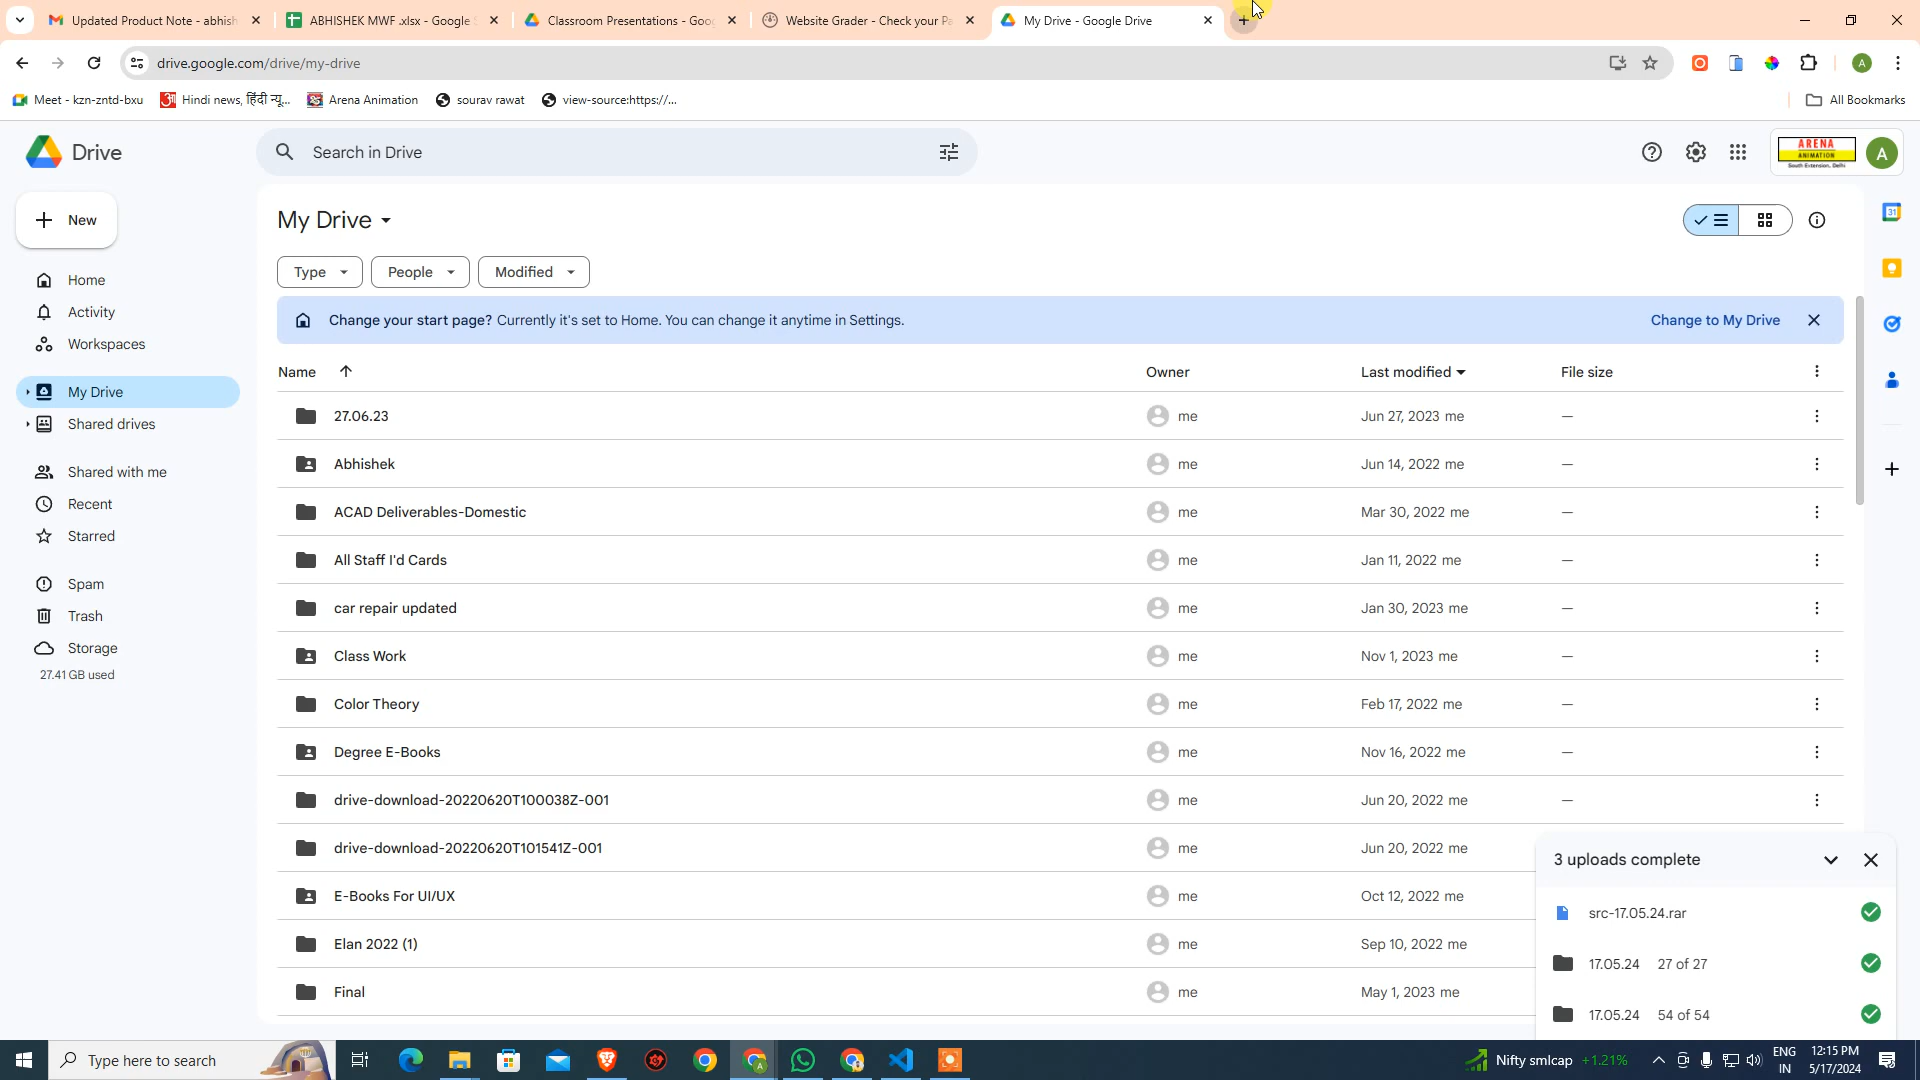 Updated Product Note - abhish
ABHISHEK MWF .xlsx - Google S
Classroom Presentations - Goog
Website Grader - Check your Pa
My Drive - Google Drive
drive.google.com/drive/my-drive
Meet - kzn-zntd-bxu
Hindi news, हिंदी न्यू...
Arena Animation
sourav rawat
view-source:https://...
All Bookmarks
Drive
Search in Drive
ARENA
ANIMATION
South Extension, Delhi
A
New
My Drive
Type
People
Modified
Home
Activity
Workspaces
My Drive
Shared drives
Shared with me
Recent
Starred
Spam
Trash
Storage
27.41 GB used
Change your start page? Currently it's set to Home. You can change it anytime in Settings.
Change to My Drive
Name Owner Last modified File size
27.06.23 me Jun 27, 2023 me —
Abhishek me Jun 14, 2022 me —
ACAD Deliverables-Domestic me Mar 30, 2022 me —
All Staff I'd Cards me Jan 11, 2022 me —
car repair updated me Jan 30, 2023 me —
Class Work me Nov 1, 2023 me —
Color Theory me Feb 17, 2022 me —
Degree E-Books me Nov 16, 2022 me —
drive-download-20220620T100038Z-001 me Jun 20, 2022 me —
drive-download-20220620T101541Z-001 me Jun 20, 2022 me
E-Books For UI/UX me Oct 12, 2022 me
Elan 2022 (1) me Sep 10, 2022 me
Final me May 1, 2023 me
3 uploads complete
src-17.05.24.rar
17.05.24 27 of 27
17.05.24 54 of 54
Type here to search
Nifty smlcap +1.21%
ENG
IN
12:15 PM
5/17/2024